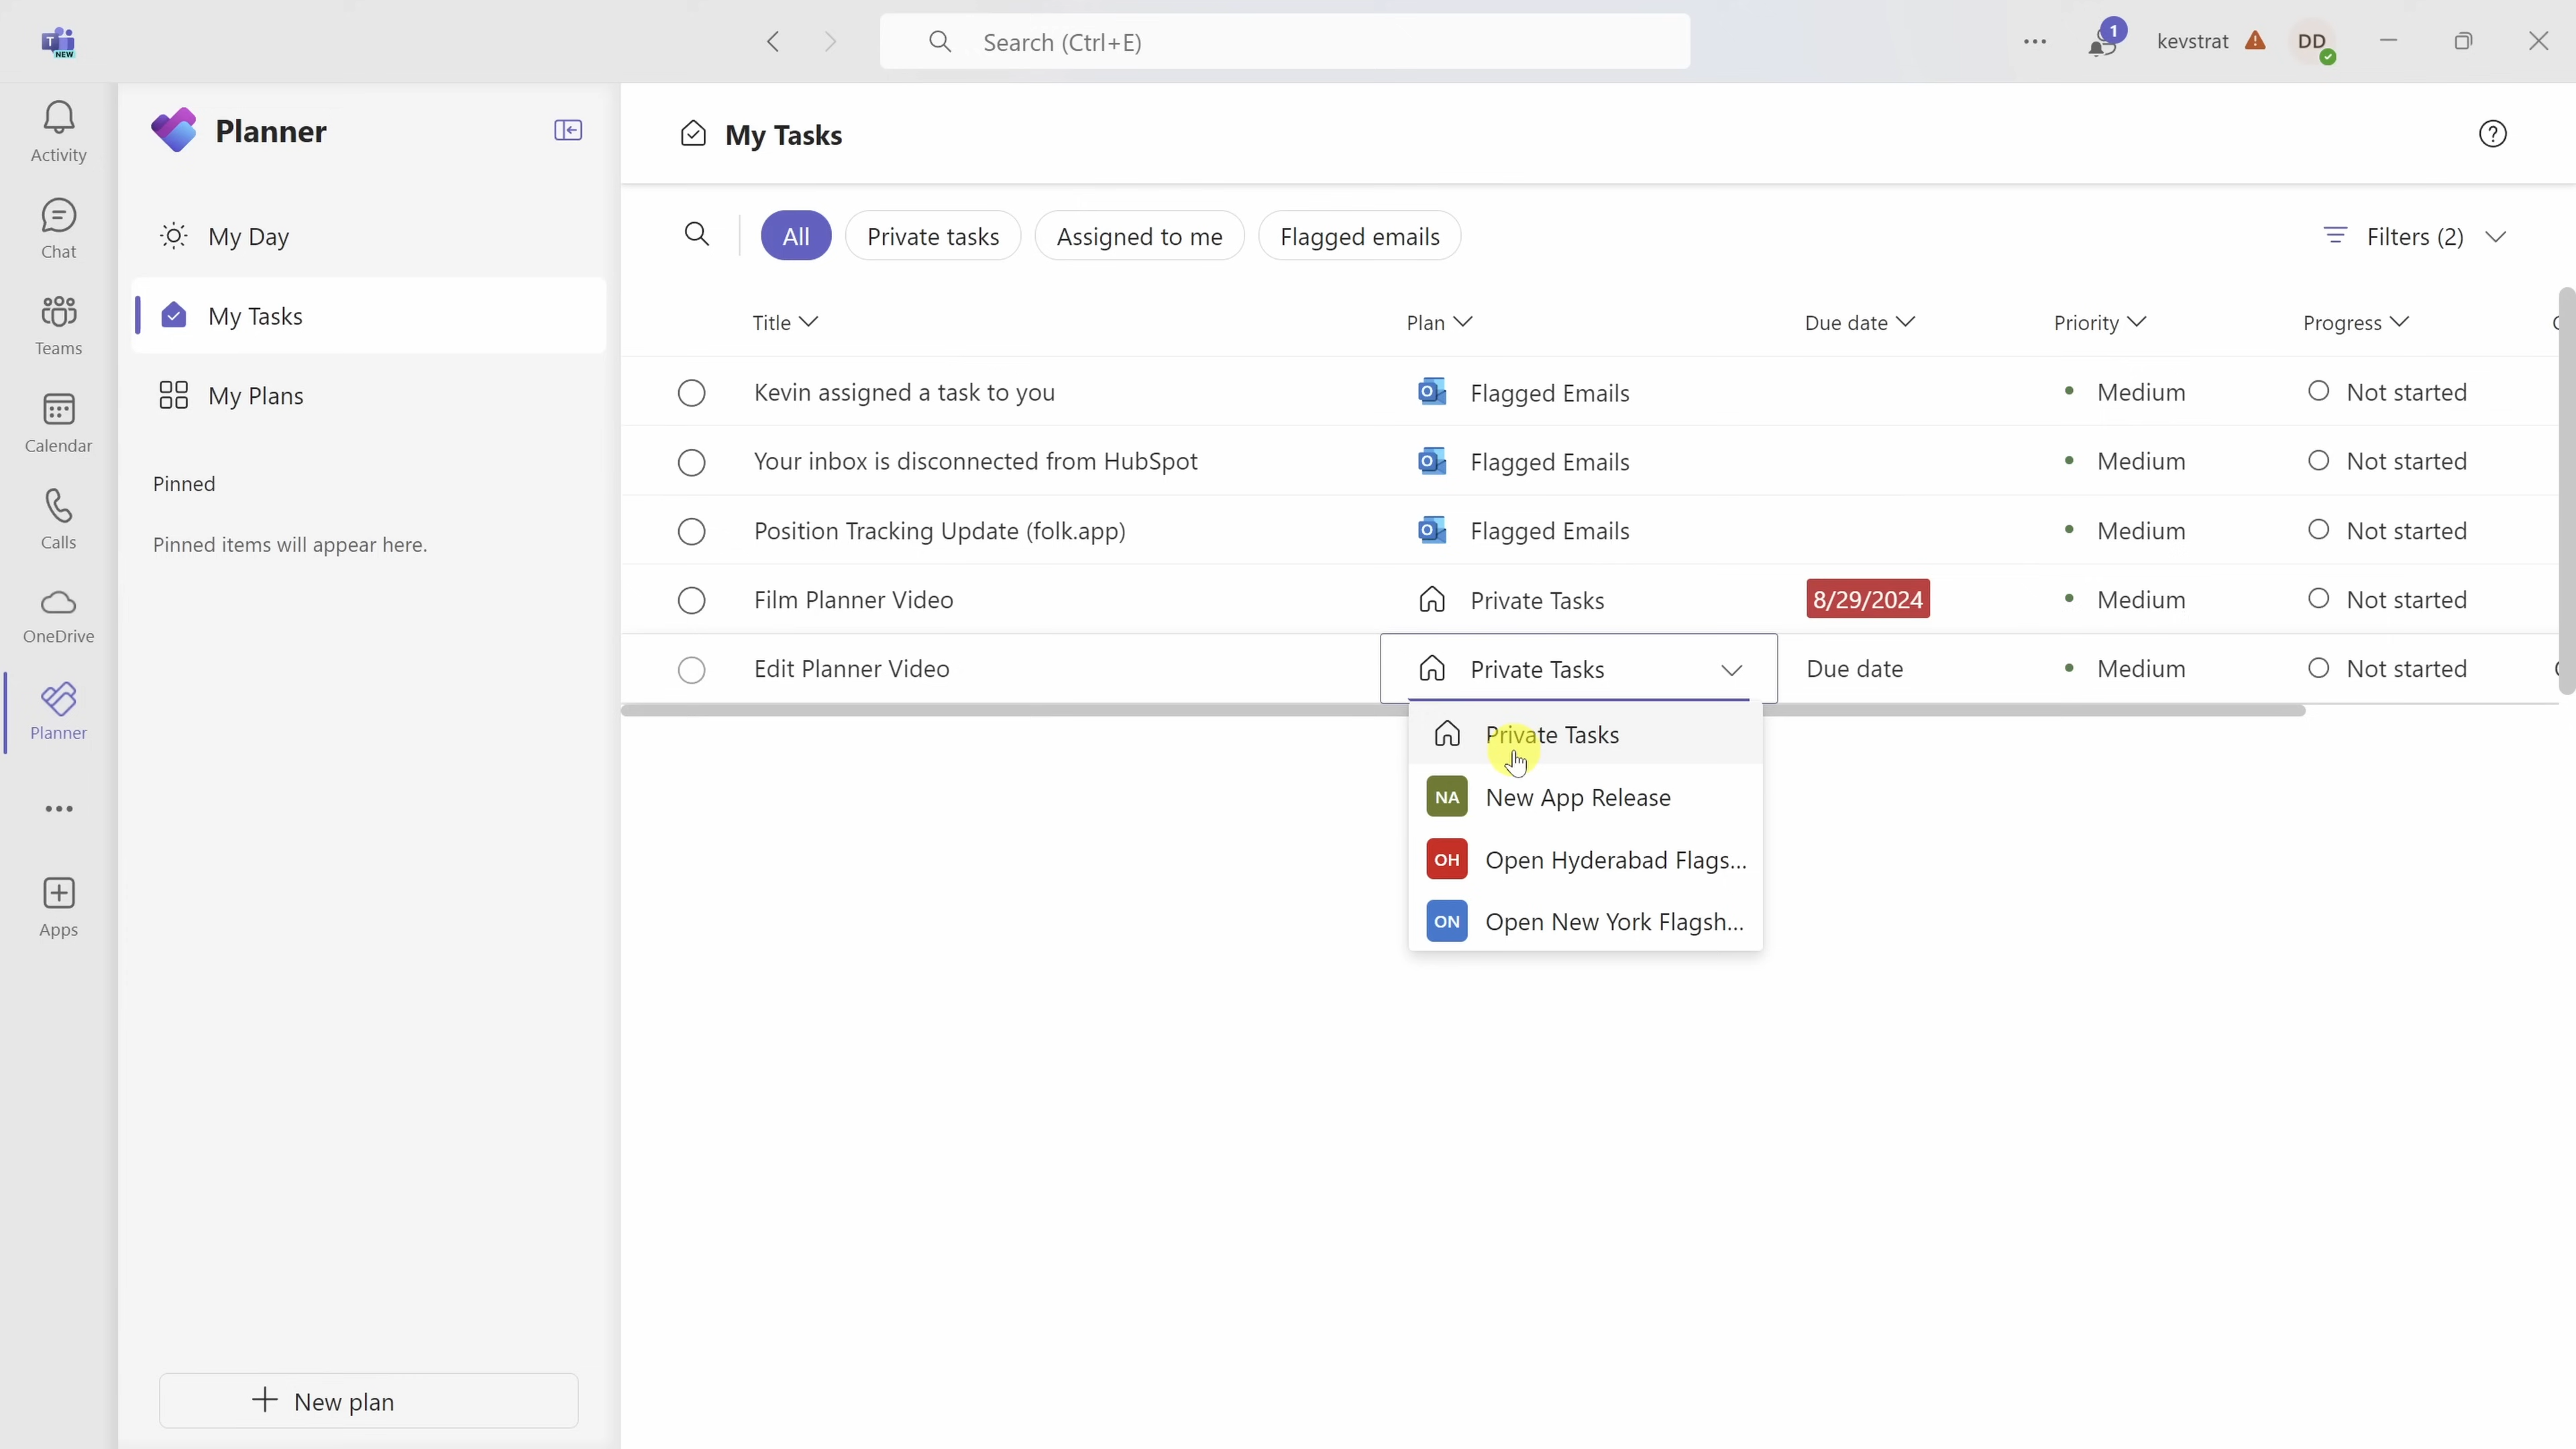 T NEW
Search (Ctrl+E)
1
kevstrat
DD
Activity
Chat
Teams
Calendar
Calls
OneDrive
Planner
Apps
Planner
My Day
My Tasks
My Plans
Pinned
Pinned items will appear here.
New plan
My Tasks
All Private tasks Assigned to me Flagged emails Filters (2)
Title Plan Due date Priority Progress
Kevin assigned a task to you Flagged Emails Medium Not started
Your inbox is disconnected from HubSpot Flagged Emails Medium Not started
Position Tracking Update (folk.app) Flagged Emails Medium Not started
Film Planner Video Private Tasks 8/29/2024 Medium Not started
Edit Planner Video Private Tasks Due date Medium Not started
Private Tasks
NA New App Release
OH Open Hyderabad Flags...
ON Open New York Flagsh...